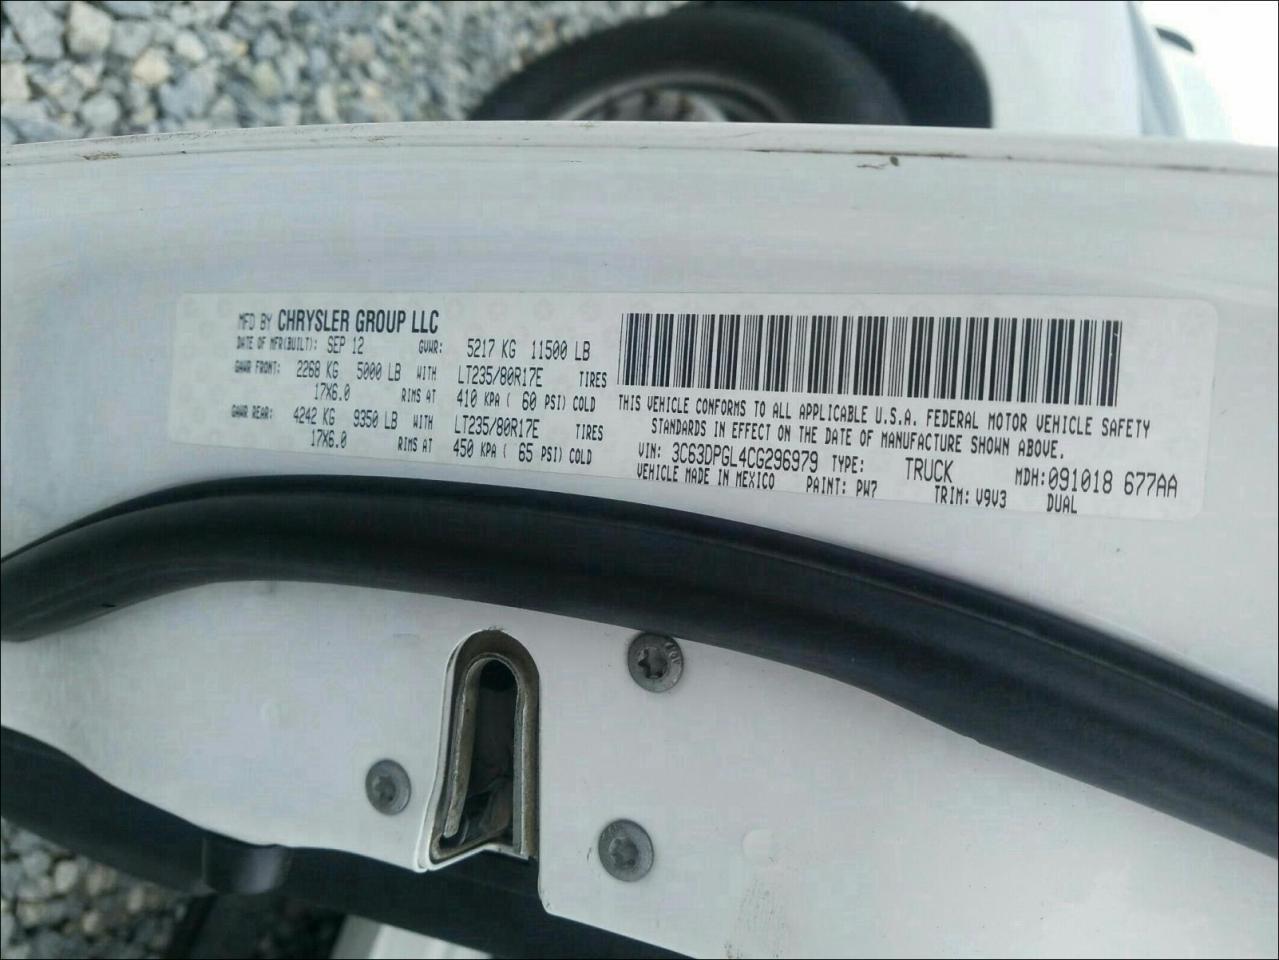 MFD BY CHRYSLER GROUP LLC
DATE OF MFR(BUILT): SEP 12 GVWR: 5217 KG 11500 LB
GAWR FRONT: 2268 KG 5000 LB WITH LT235/80R17E TIRES
17X6.0 RIMS AT 410 KPA ( 60 PSI) COLD
GAWR REAR: 4242 KG 9350 LB WITH LT235/80R17E TIRES
17X6.0 RIMS AT 450 KPA ( 65 PSI) COLD
THIS VEHICLE CONFORMS TO ALL APPLICABLE U.S.A. FEDERAL MOTOR VEHICLE SAFETY
STANDARDS IN EFFECT ON THE DATE OF MANUFACTURE SHOWN ABOVE.
VIN: 3C63DPGL4CG296979 TYPE: TRUCK MDH: 091018 677AA
VEHICLE MADE IN MEXICO PAINT: PW7 TRIM: V9V3 DUAL